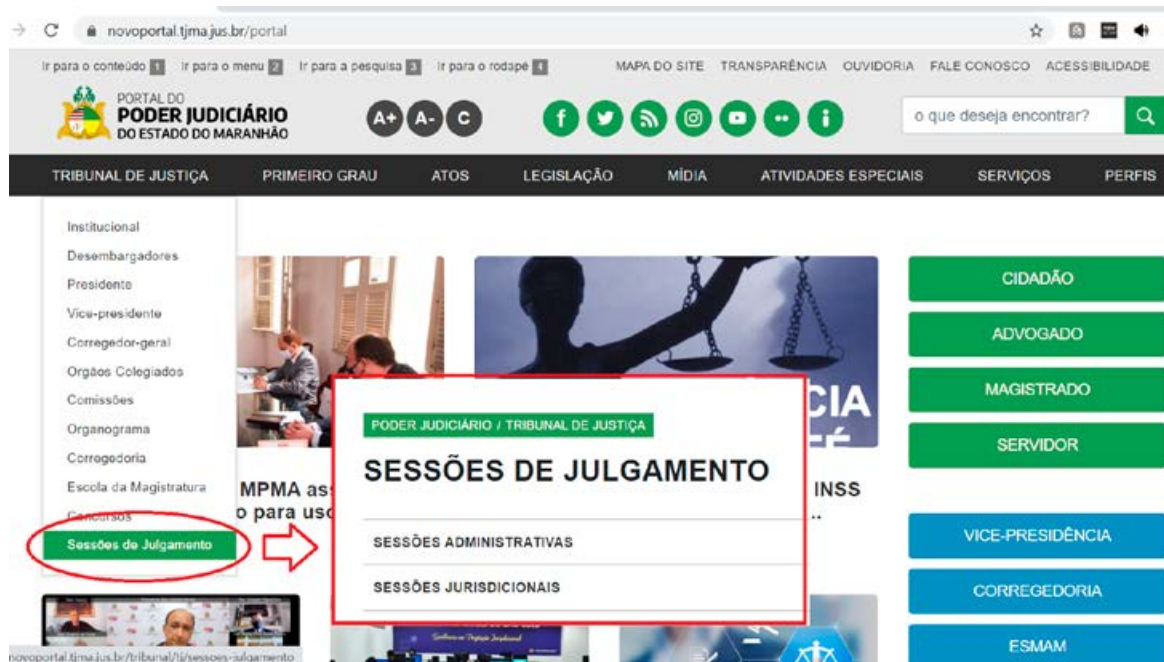 novoportal.tjma.jus.br/portal
Ir para o conteúdo 1 Ir para o menu 2 Ir para a pesquisa 3 Ir para o rodapé 4 MAPA DO SITE TRANSPARÊNCIA OUVIDORIA FALE CONOSCO ACESSIBILIDADE
PORTAL DO
PODER JUDICIÁRIO
DO ESTADO DO MARANHÃO
A+ A- C
o que deseja encontrar?
TRIBUNAL DE JUSTIÇA PRIMEIRO GRAU ATOS LEGISLAÇÃO MÍDIA ATIVIDADES ESPECIAIS SERVIÇOS PERFIS
Institucional
Desembargadores
Presidente
Vice-presidente
Corregedor-geral
Orgãos Colegiados
Comissões
Organograma
Corregedoria
Escola da Magistratura
Concursos
Sessões de Julgamento
MPMA as
o para uso
CIA
INSS
...
PODER JUDICIÁRIO / TRIBUNAL DE JUSTIÇA
SESSÕES DE JULGAMENTO
SESSÕES ADMINISTRATIVAS
SESSÕES JURISDICIONAIS
CIDADÃO
ADVOGADO
MAGISTRADO
SERVIDOR
VICE-PRESIDÊNCIA
CORREGEDORIA
ESMAM
novoportal.tjma.jus.br/tribunal/tj/sessoes-julgamento